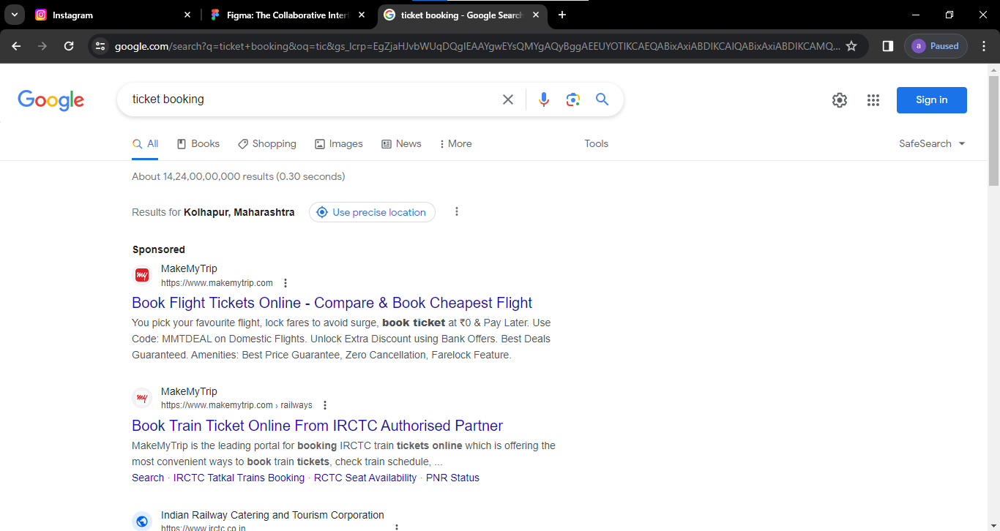 Instagram
Figma: The Collaborative Inter
ticket booking - Google Search
google.com/search?q=ticket+booking&oq=tic&gs_lcrp=EgZjaHJvbWUqDQgIEAAYgwEYsQMYgAQyBggAEEUYOTIKCAEQABixAxiABDIKCAIQABixAxiABDIKCAMQ...
a Paused
Google
ticket booking
Sign in
All Books Shopping Images News More Tools SafeSearch
About 14,24,00,00,000 results (0.30 seconds)
Results for Kolhapur, Maharashtra Use precise location
Sponsored
my
MakeMyTrip
https://www.makemytrip.com
Book Flight Tickets Online - Compare & Book Cheapest Flight
You pick your favourite flight, lock fares to avoid surge, book ticket at ₹0 & Pay Later. Use
Code: MMTDEAL on Domestic Flights. Unlock Extra Discount using Bank Offers. Best Deals
Guaranteed. Amenities: Best Price Guarantee, Zero Cancellation, Farelock Feature.
my
MakeMyTrip
https://www.makemytrip.com › railways
Book Train Ticket Online From IRCTC Authorised Partner
MakeMyTrip is the leading portal for booking IRCTC train tickets online which is offering the
most convenient ways to book train tickets, check train schedule, ...
Search · IRCTC Tatkal Trains Booking · RCTC Seat Availability · PNR Status
Indian Railway Catering and Tourism Corporation
https://www.irctc.co.in